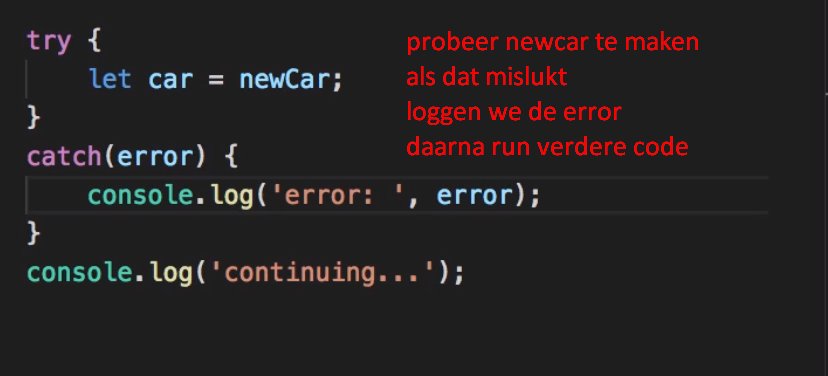 try {
probeer newcar te maken
let car = newCar;
als dat mislukt
}
loggen we de error
catch(error) {
daarna run verdere code
console.log('error: ', error);
}
console.log('continuing...');